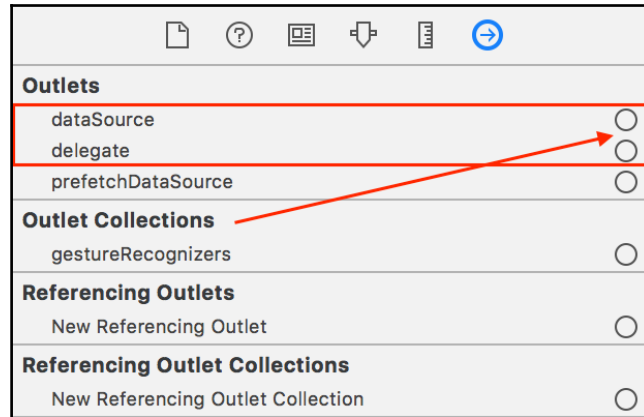 Outlets
dataSource
delegate
prefetchDataSource
Outlet Collections
gestureRecognizers
Referencing Outlets
New Referencing Outlet
Referencing Outlet Collections
New Referencing Outlet Collection